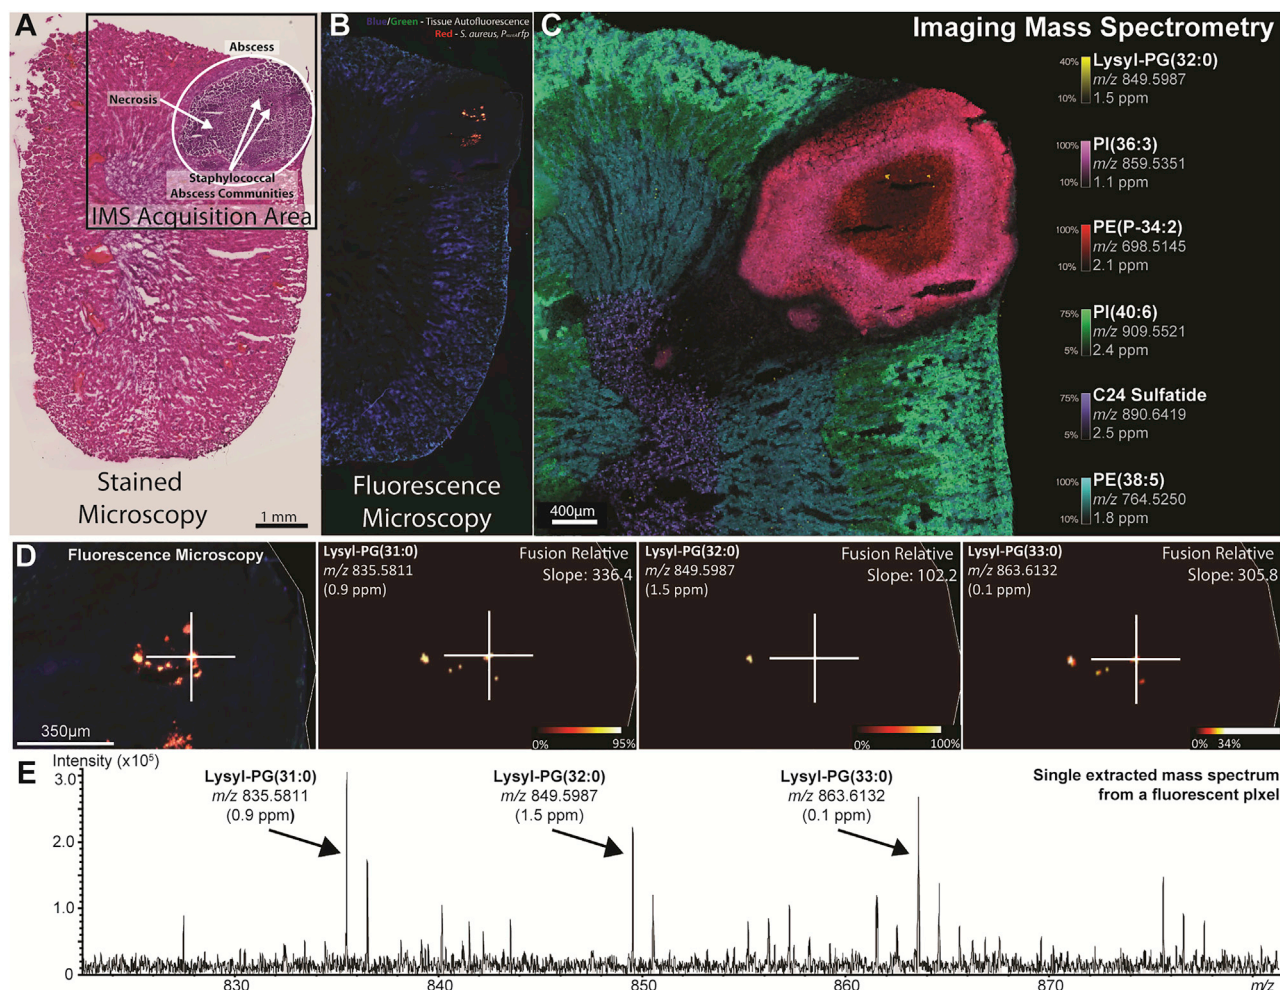 A
Abscess
Necrosis
Staphylococcal
Abscess Communities
IMS Acquisition Area
Stained
Microscopy
1 mm
B
Blue/Green - Tissue Autofluorescence
Red - S. aureus,
Fluorescence
Microscopy
C
Imaging Mass Spectrometry
40%
10%
Lysyl-PG(32:0)
m/z 849.5987
1.5 ppm
100%
10%
PI(36:3)
m/z 859.5351
1.1 ppm
100%
10%
PE(P-34:2)
m/z 698.5145
2.1 ppm
75%
5%
PI(40:6)
m/z 909.5521
2.4 ppm
75%
5%
C24 Sulfatide
m/z 890.6419
2.5 ppm
100%
10%
PE(38:5)
m/z 764.5250
1.8 ppm
400µm
D
Fluorescence Microscopy
350µm
Lysyl-PG(31:0)
m/z 835.5811
(0.9 ppm)
Fusion Relative
Slope: 336.4
0% 95%
Lysyl-PG(32:0)
m/z 849.5987
(1.5 ppm)
Fusion Relative
Slope: 102.2
0% 100%
Lysyl-PG(33:0)
m/z 863.6132
(0.1 ppm)
Fusion Relative
Slope: 305.8
0% 34%
E
Intensity (x10⁵)
3.0
2.0
1.0
0
Lysyl-PG(31:0)
m/z 835.5811
(0.9 ppm)
Lysyl-PG(32:0)
m/z 849.5987
(1.5 ppm)
Lysyl-PG(33:0)
m/z 863.6132
(0.1 ppm)
Single extracted mass spectrum
from a fluorescent pIxel
830 840 850 860 870 m/z